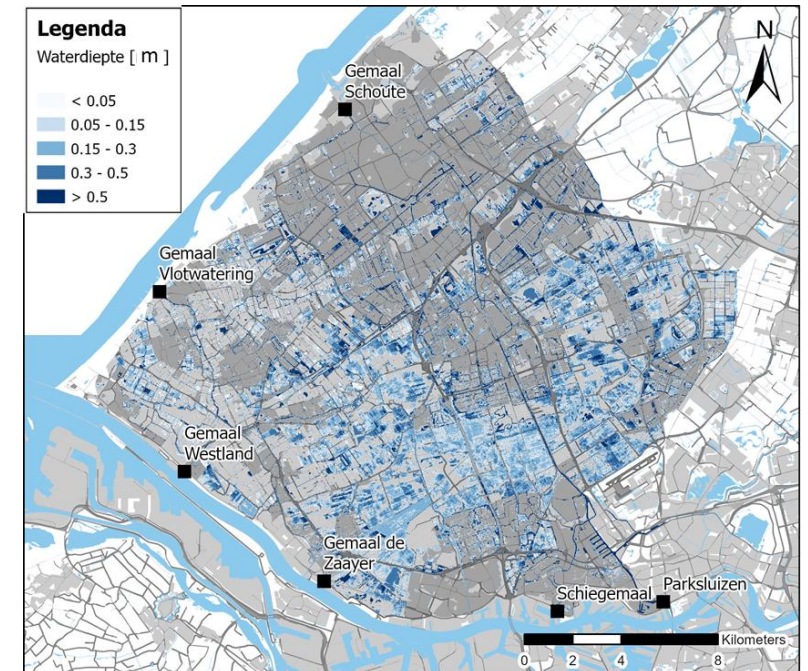 Legenda
Waterdiepte [ m ]
< 0.05
0.05 - 0.15
0.15 - 0.3
0.3 - 0.5
> 0.5
N
Gemaal
Schoute
Gemaal
Vlotwatering
Gemaal
Westland
Gemaal de
Zaayer
Schiegemaal
Parksluizen
Kilometers
0 2 4 8